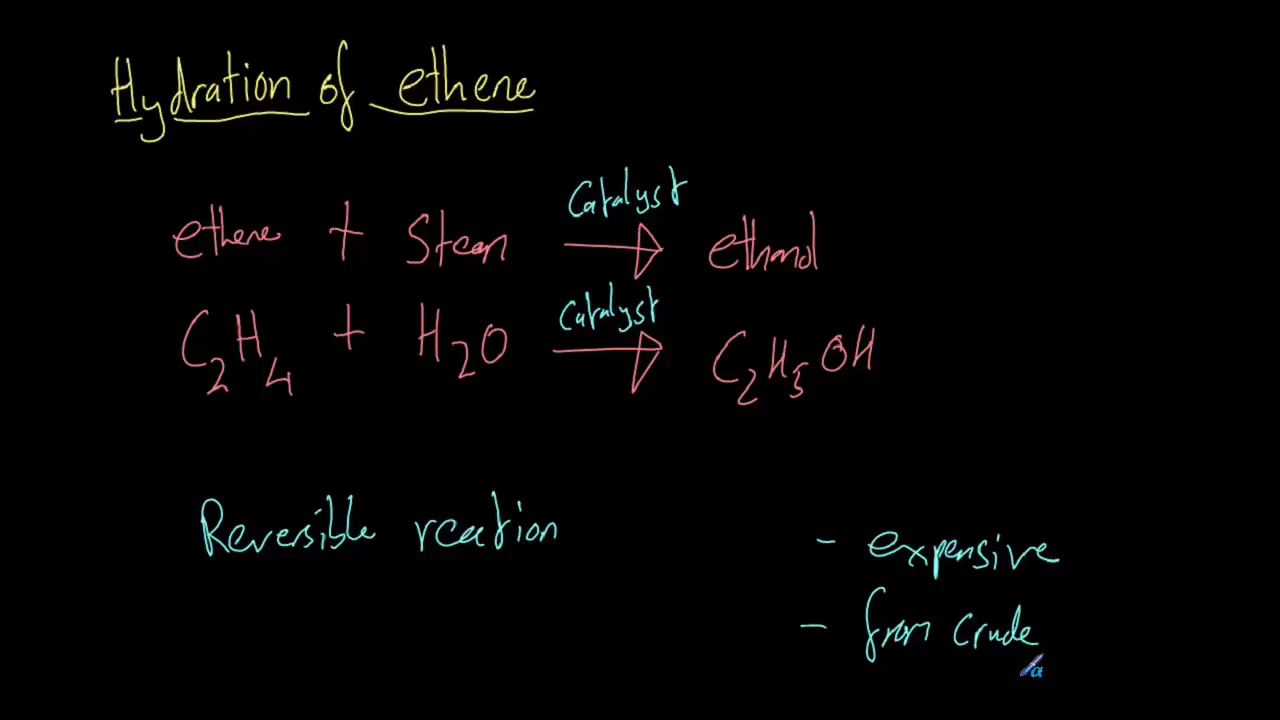 Hydration of ethene
Catalyst
ethene + Steam → ethanol
Catalyst
C₂H₄ + H₂O → C₂H₅OH
Reversible reaction
- expensive
- from crude